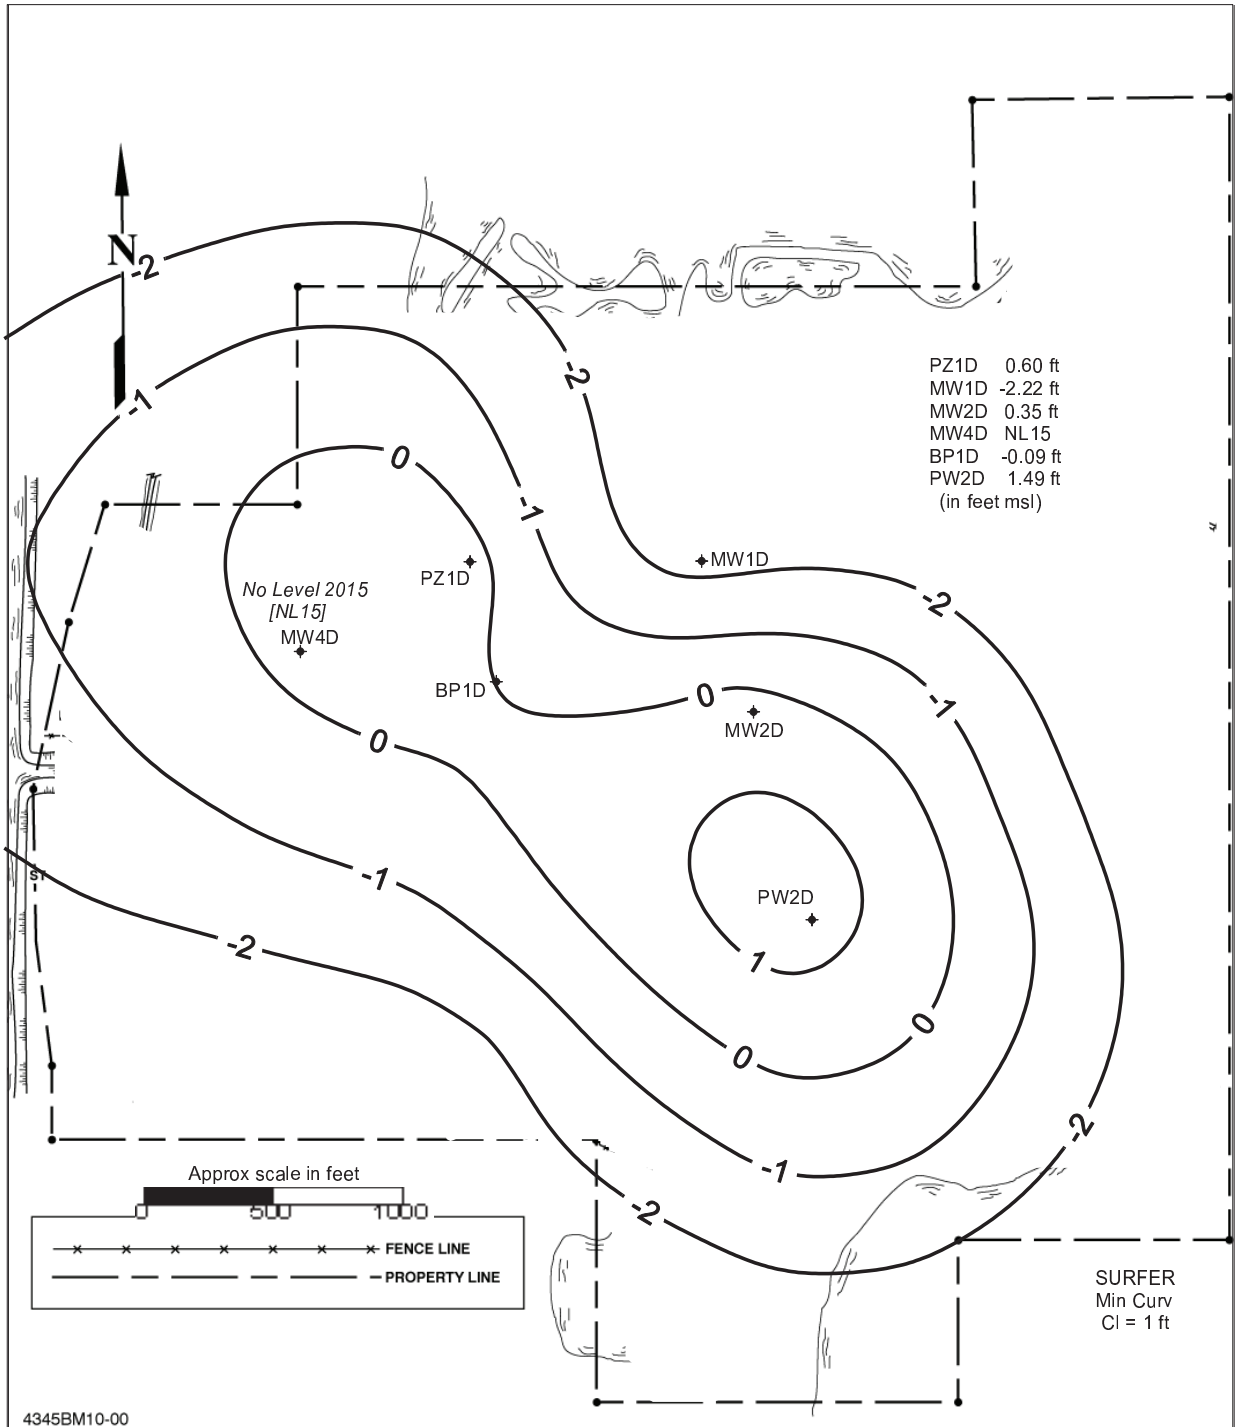 N
-2
-1
0
-2
-1
PZ1D 0.60 ft
MW1D -2.22 ft
MW2D 0.35 ft
MW4D NL15
BP1D -0.09 ft
PW2D 1.49 ft
(in feet msl)
MW1D
PZ1D
No Level 2015
[NL15]
MW4D
-2
BP1D
0
-1
MW2D
0
ST
-1
PW2D
-2
1
0
0
-2
-1
-2
Approx scale in feet
0 500 1000
FENCE LINE
PROPERTY LINE
SURFER
Min Curv
CI = 1 ft
4345BM10-00